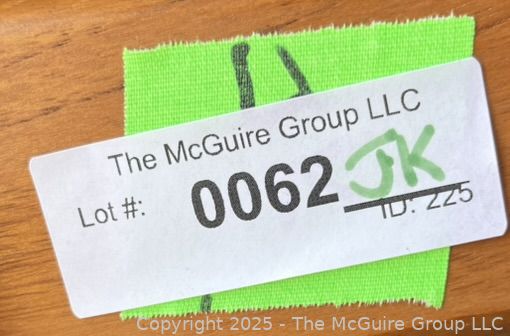 The McGuire Group LLC
Lot #: 0062 JK
ID: 225
Copyright 2025 - The McGuire Group LLC